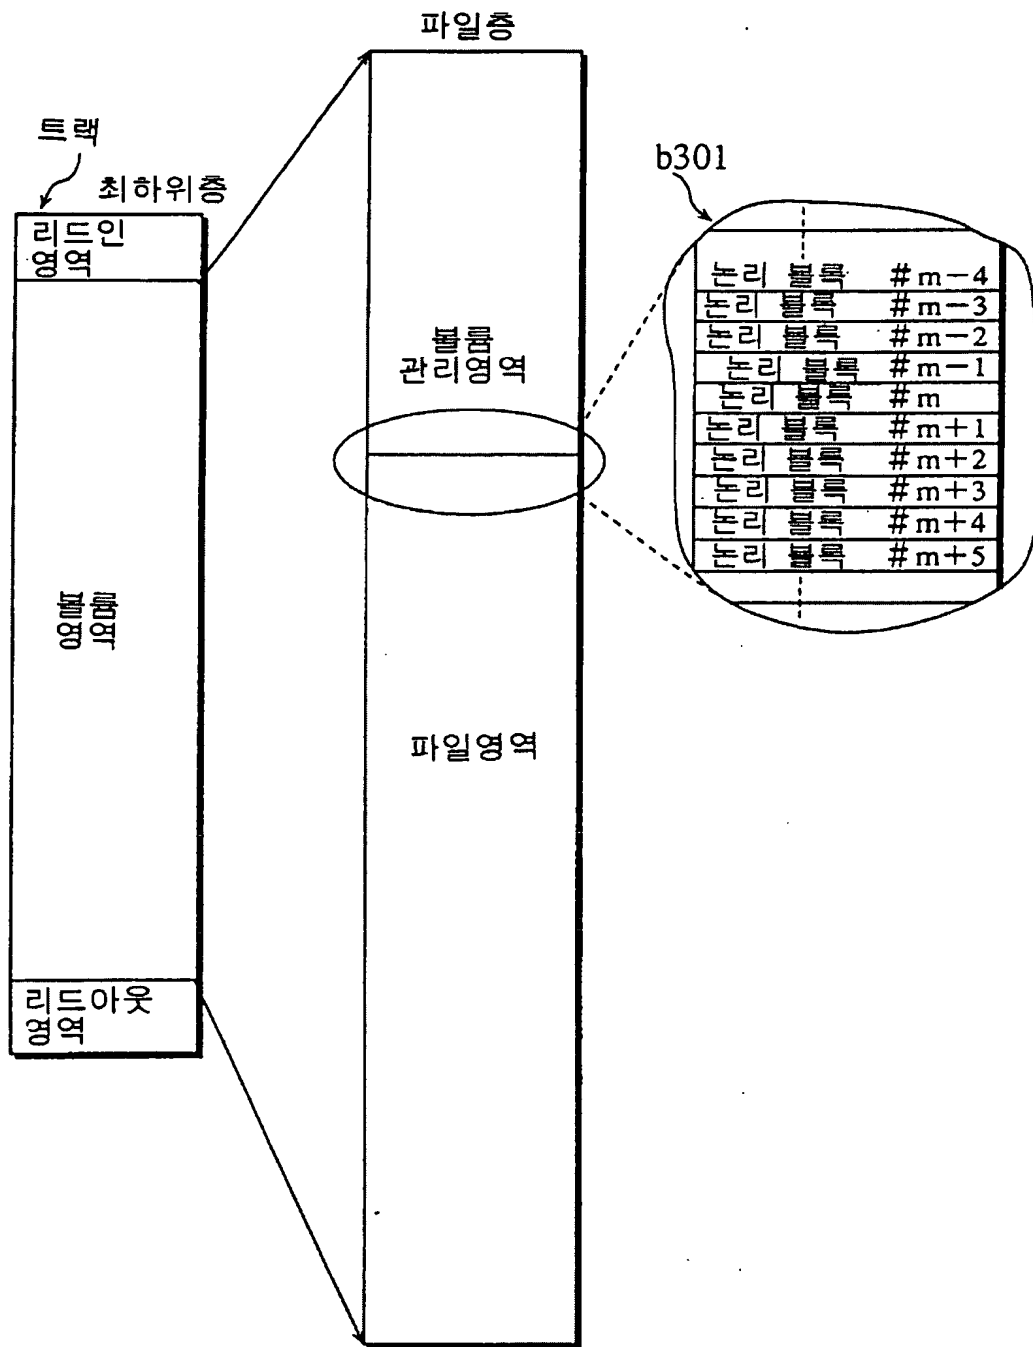 파일층
트랙
최하위층
리드인
영역
볼륨
영역
리드아웃
영역
볼륨
관리영역
파일영역
b301
논리 블록 #m-4
논리 블록 #m-3
논리 블록 #m-2
논리 블록 #m-1
논리 블록 #m
논리 블록 #m+1
논리 블록 #m+2
논리 블록 #m+3
논리 블록 #m+4
논리 블록 #m+5